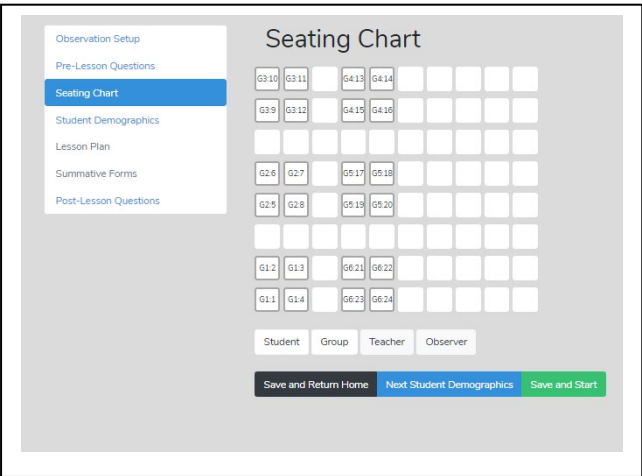 Observation Setup
Pre-Lesson Questions
Seating Chart
Student Demographics
Lesson Plan
Summative Forms
Post-Lesson Questions
Seating Chart
G3:10 G3:11 G4:13 G4:14
G3:9 G3:12 G4:15 G4:16
G2:6 G2:7 G5:17 G5:18
G2:5 G2:8 G5:19 G5:20
G1:2 G1:3 G6:21 G6:22
G1:1 G1:4 G6:23 G6:24
Student Group Teacher Observer
Save and Return Home Next Student Demographics Save and Start